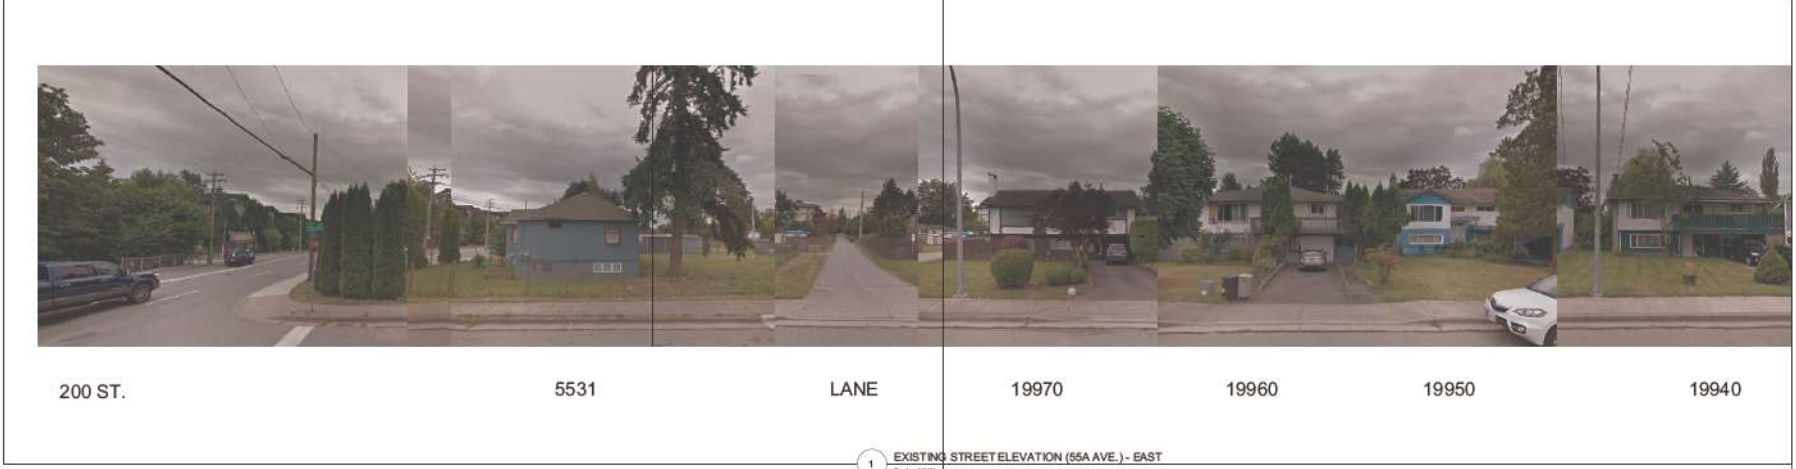 200 ST.
5531
LANE
19970
19960
19950
19940
1
EXISTING STREET ELEVATION (55A AVE.) - EAST